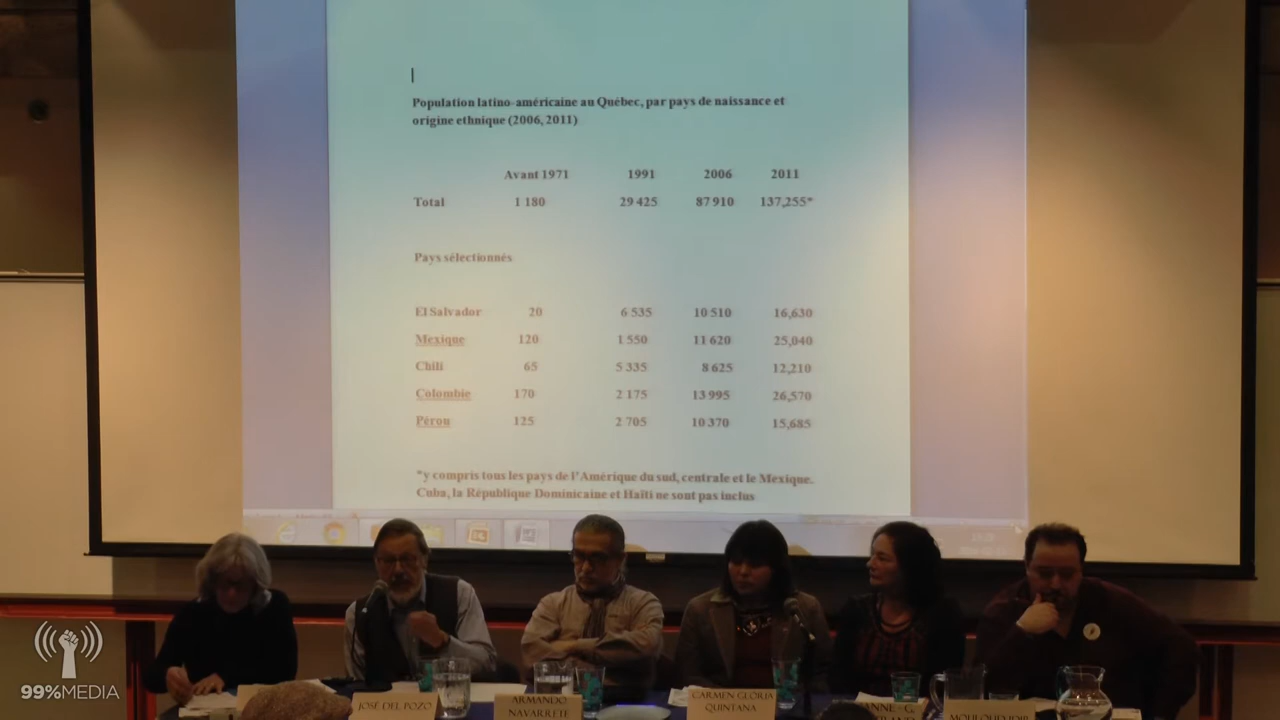 Population latino-américaine au Québec, par pays de naissance et
origine ethnique (2006, 2011)
Avant 1971 1991 2006 2011
Total 1 180 29 425 87 910 137,255*
Pays sélectionnés
El Salvador 20 6 535 10 510 16,630
Mexique 120 1 550 11 620 25,040
Chili 65 5 335 8 625 12,210
Colombie 170 2 175 13 995 26,570
Pérou 125 2 705 10 370 15,685
*y compris tous les pays de l'Amérique du sud, centrale et le Mexique.
Cuba, la République Dominicaine et Haïti ne sont pas inclus
99%MEDIA
JOSÉ DEL POZO
ARMANDO
NAVARRETE
CARMEN GLORIA
QUINTANA
MOULOUD IDIR